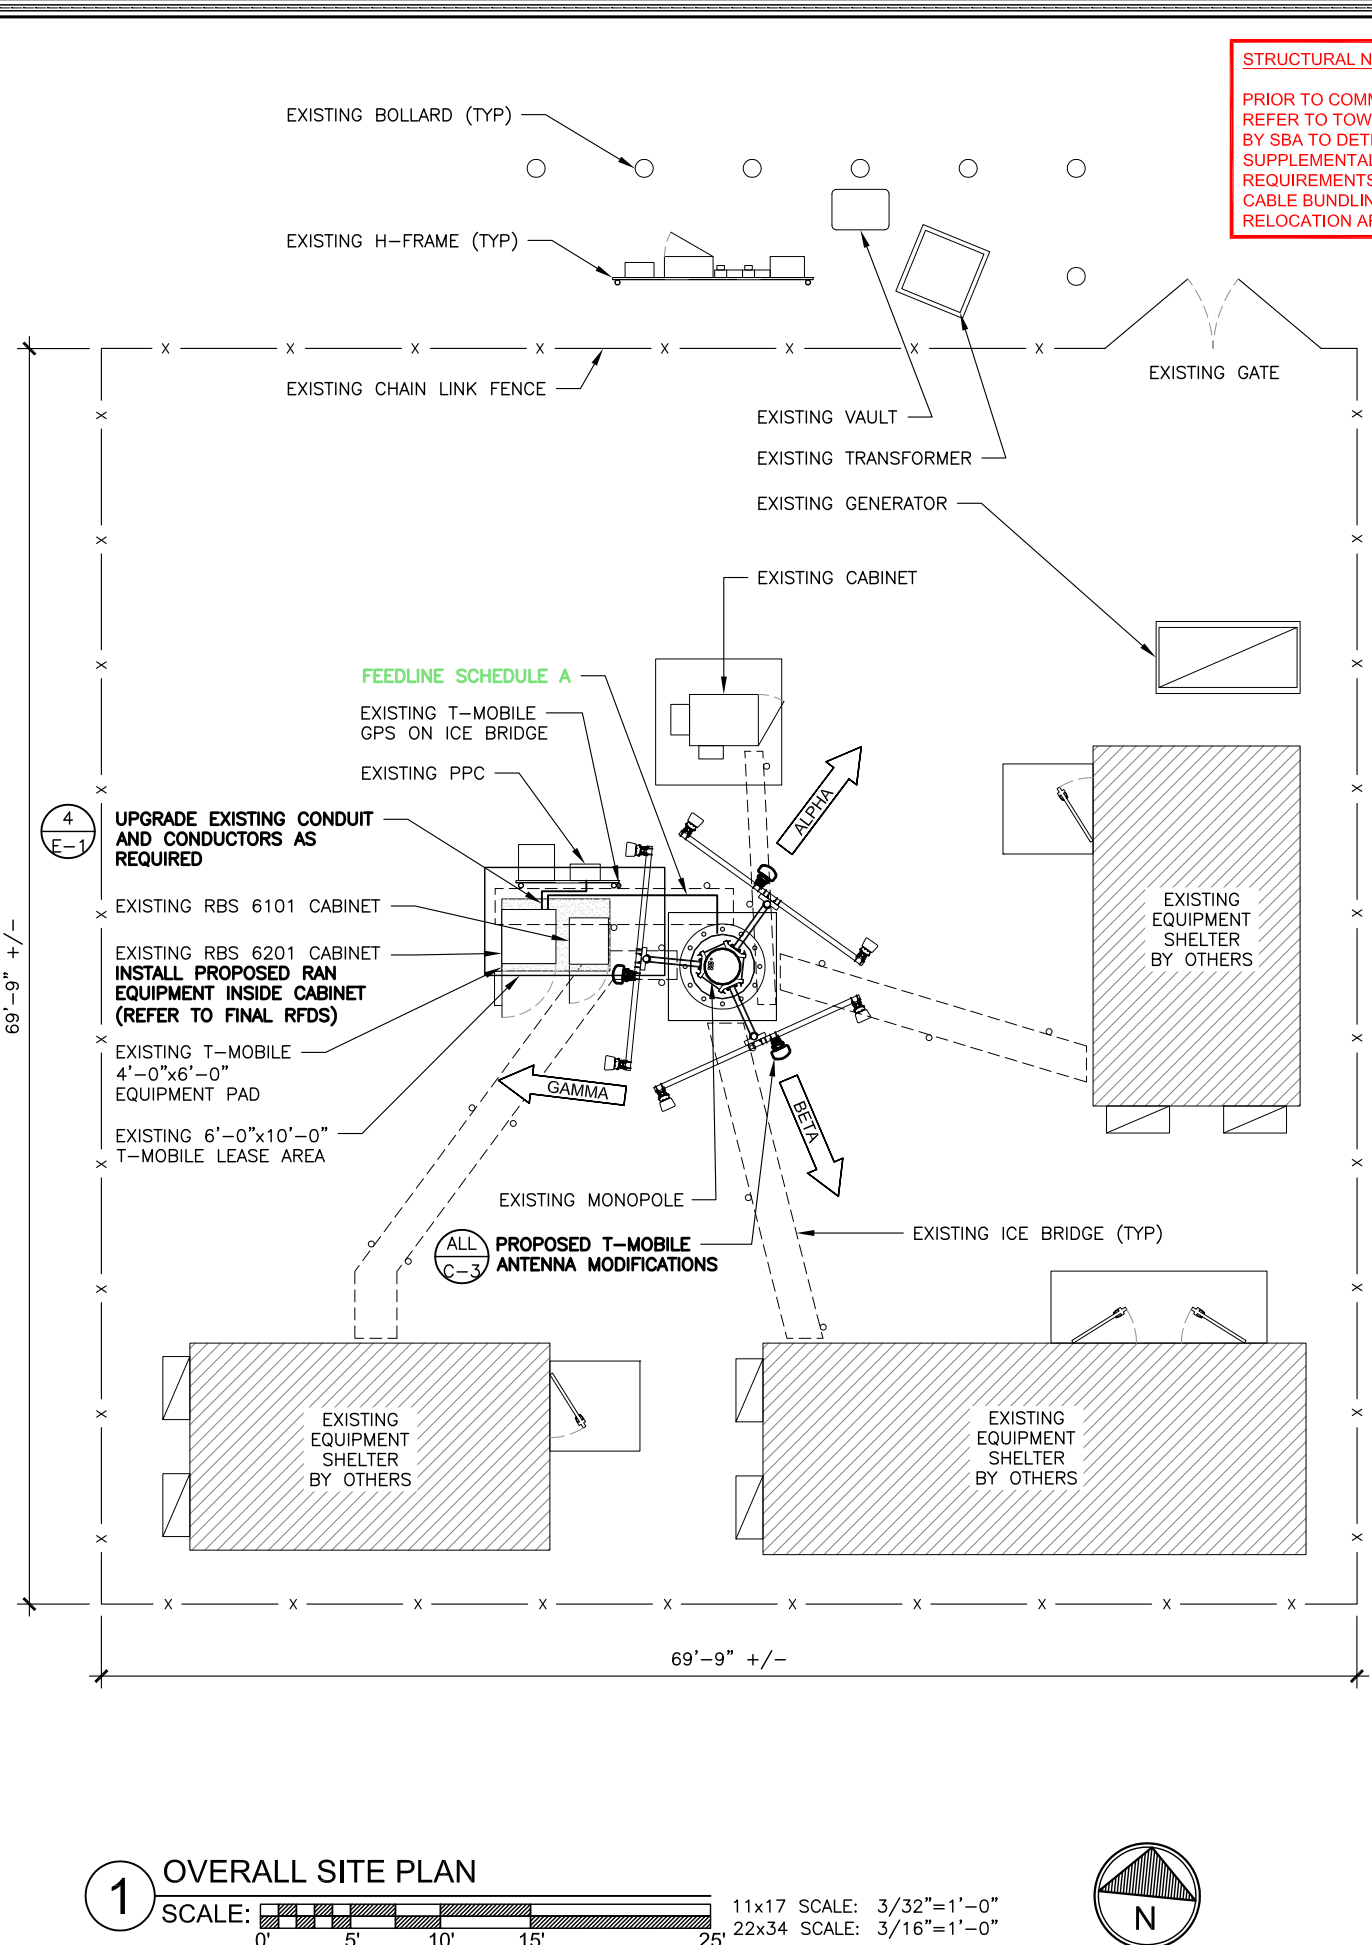 STRUCTURAL N
PRIOR TO COM
REFER TO TOW
BY SBA TO DET
SUPPLEMENTAL
REQUIREMENTS
CABLE BUNDLIN
RELOCATION A
EXISTING BOLLARD (TYP)
EXISTING H-FRAME (TYP)
EXISTING CHAIN LINK FENCE
EXISTING GATE
EXISTING VAULT
EXISTING TRANSFORMER
EXISTING GENERATOR
EXISTING CABINET
FEEDLINE SCHEDULE A
EXISTING T-MOBILE
GPS ON ICE BRIDGE
EXISTING PPC
4
E-1
UPGRADE EXISTING CONDUIT
AND CONDUCTORS AS
REQUIRED
EXISTING RBS 6101 CABINET
EXISTING RBS 6201 CABINET
INSTALL PROPOSED RAN
EQUIPMENT INSIDE CABINET
(REFER TO FINAL RFDS)
EXISTING T-MOBILE
4'-0"x6'-0"
EQUIPMENT PAD
EXISTING 6'-0"x10'-0"
T-MOBILE LEASE AREA
ALPHA
GAMMA
BETA
EXISTING
EQUIPMENT
SHELTER
BY OTHERS
EXISTING MONOPOLE
ALL
C-3
PROPOSED T-MOBILE
ANTENNA MODIFICATIONS
EXISTING ICE BRIDGE (TYP)
EXISTING
EQUIPMENT
SHELTER
BY OTHERS
EXISTING
EQUIPMENT
SHELTER
BY OTHERS
69'-9" +/-
69'-9" +/-
1
OVERALL SITE PLAN
SCALE:
0' 5' 10' 15' 25'
11x17 SCALE: 3/32"=1'-0"
22x34 SCALE: 3/16"=1'-0"
N